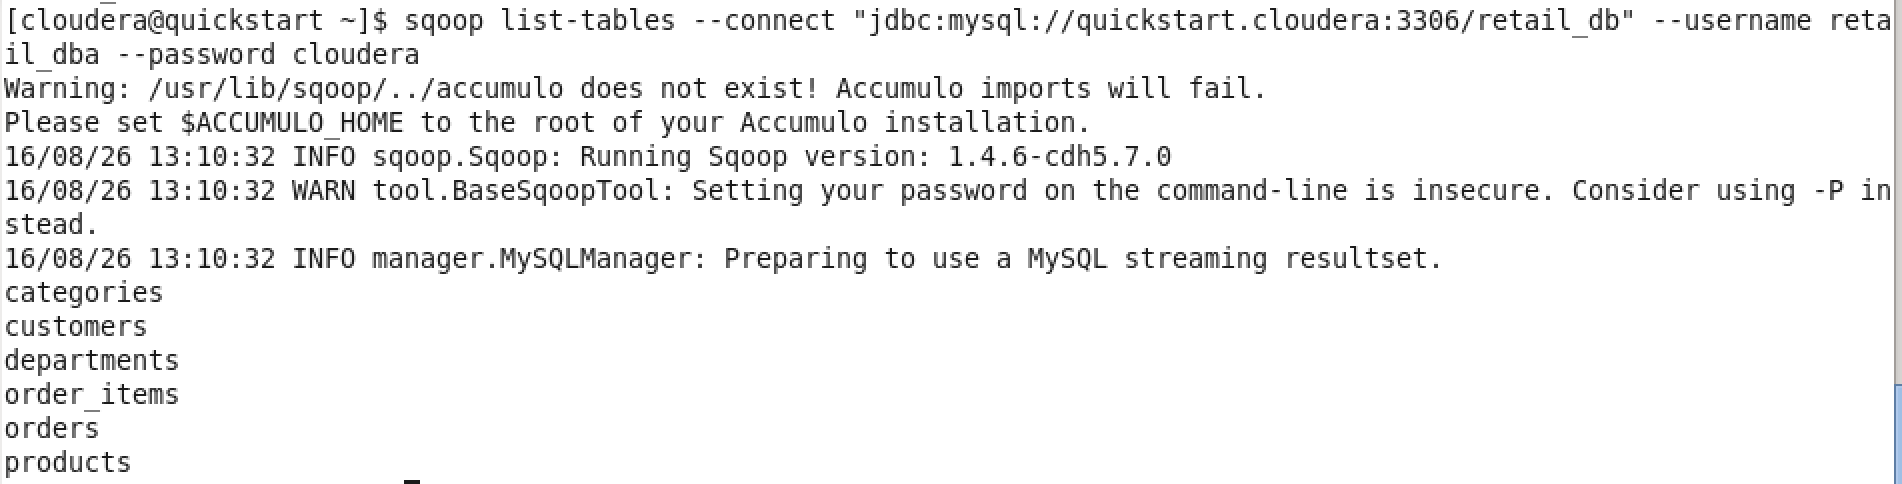 [cloudera@quickstart ~]$ sqoop list-tables --connect "jdbc:mysql://quickstart.cloudera:3306/retail_db" --username reta
il_dba --password cloudera
Warning: /usr/lib/sqoop/../accumulo does not exist! Accumulo imports will fail.
Please set $ACCUMULO_HOME to the root of your Accumulo installation.
16/08/26 13:10:32 INFO sqoop.Sqoop: Running Sqoop version: 1.4.6-cdh5.7.0
16/08/26 13:10:32 WARN tool.BaseSqoopTool: Setting your password on the command-line is insecure. Consider using -P in
stead.
16/08/26 13:10:32 INFO manager.MySQLManager: Preparing to use a MySQL streaming resultset.
categories
customers
departments
order_items
orders
products